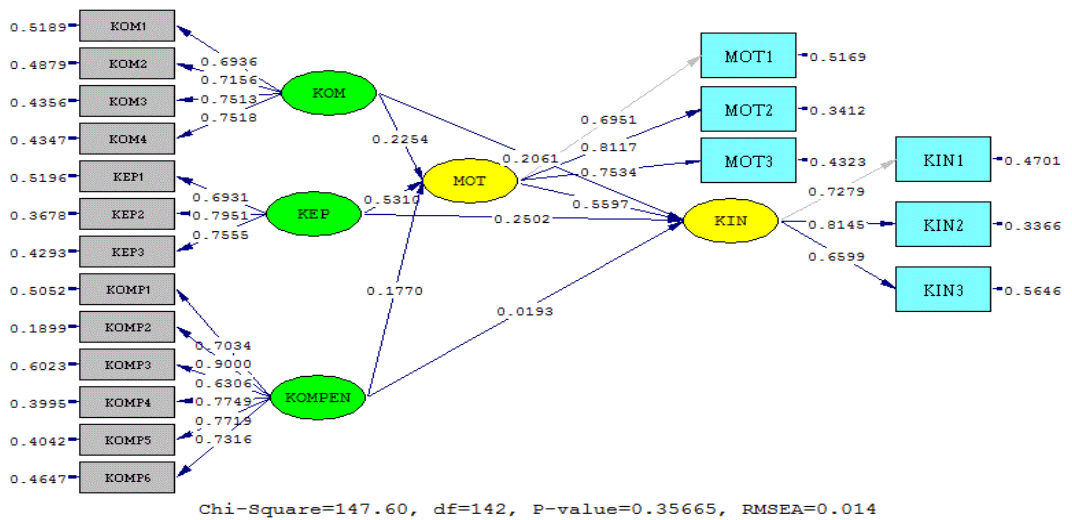 0.5189 KOM1
0.4879 KOM2
0.4356 KOM3
0.4347 KOM4
0.5196 KEP1
0.3678 KEP2
0.4293 KEP3
0.5052 KOMP1
0.1899 KOMP2
0.6023 KOMP3
0.3995 KOMP4
0.4042 KOMP5
0.4647 KOMP6
0.6936
0.7156
0.7513
0.7518
0.6931
0.7951
0.7555
0.7034
0.9000
0.6306
0.7749
0.7719
0.7316
KOM
KEP
KOMPEN
0.2254
0.5310
0.1770
MOT
0.2061
0.2502
0.0193
0.5597
0.6951
0.8117
0.7534
MOT1 0.5169
MOT2 0.3412
MOT3 0.4323
KIN
0.7279
0.8145
0.6599
KIN1 0.4701
KIN2 0.3366
KIN3 0.5646
Chi-Square=147.60, df=142, P-value=0.35665, RMSEA=0.014